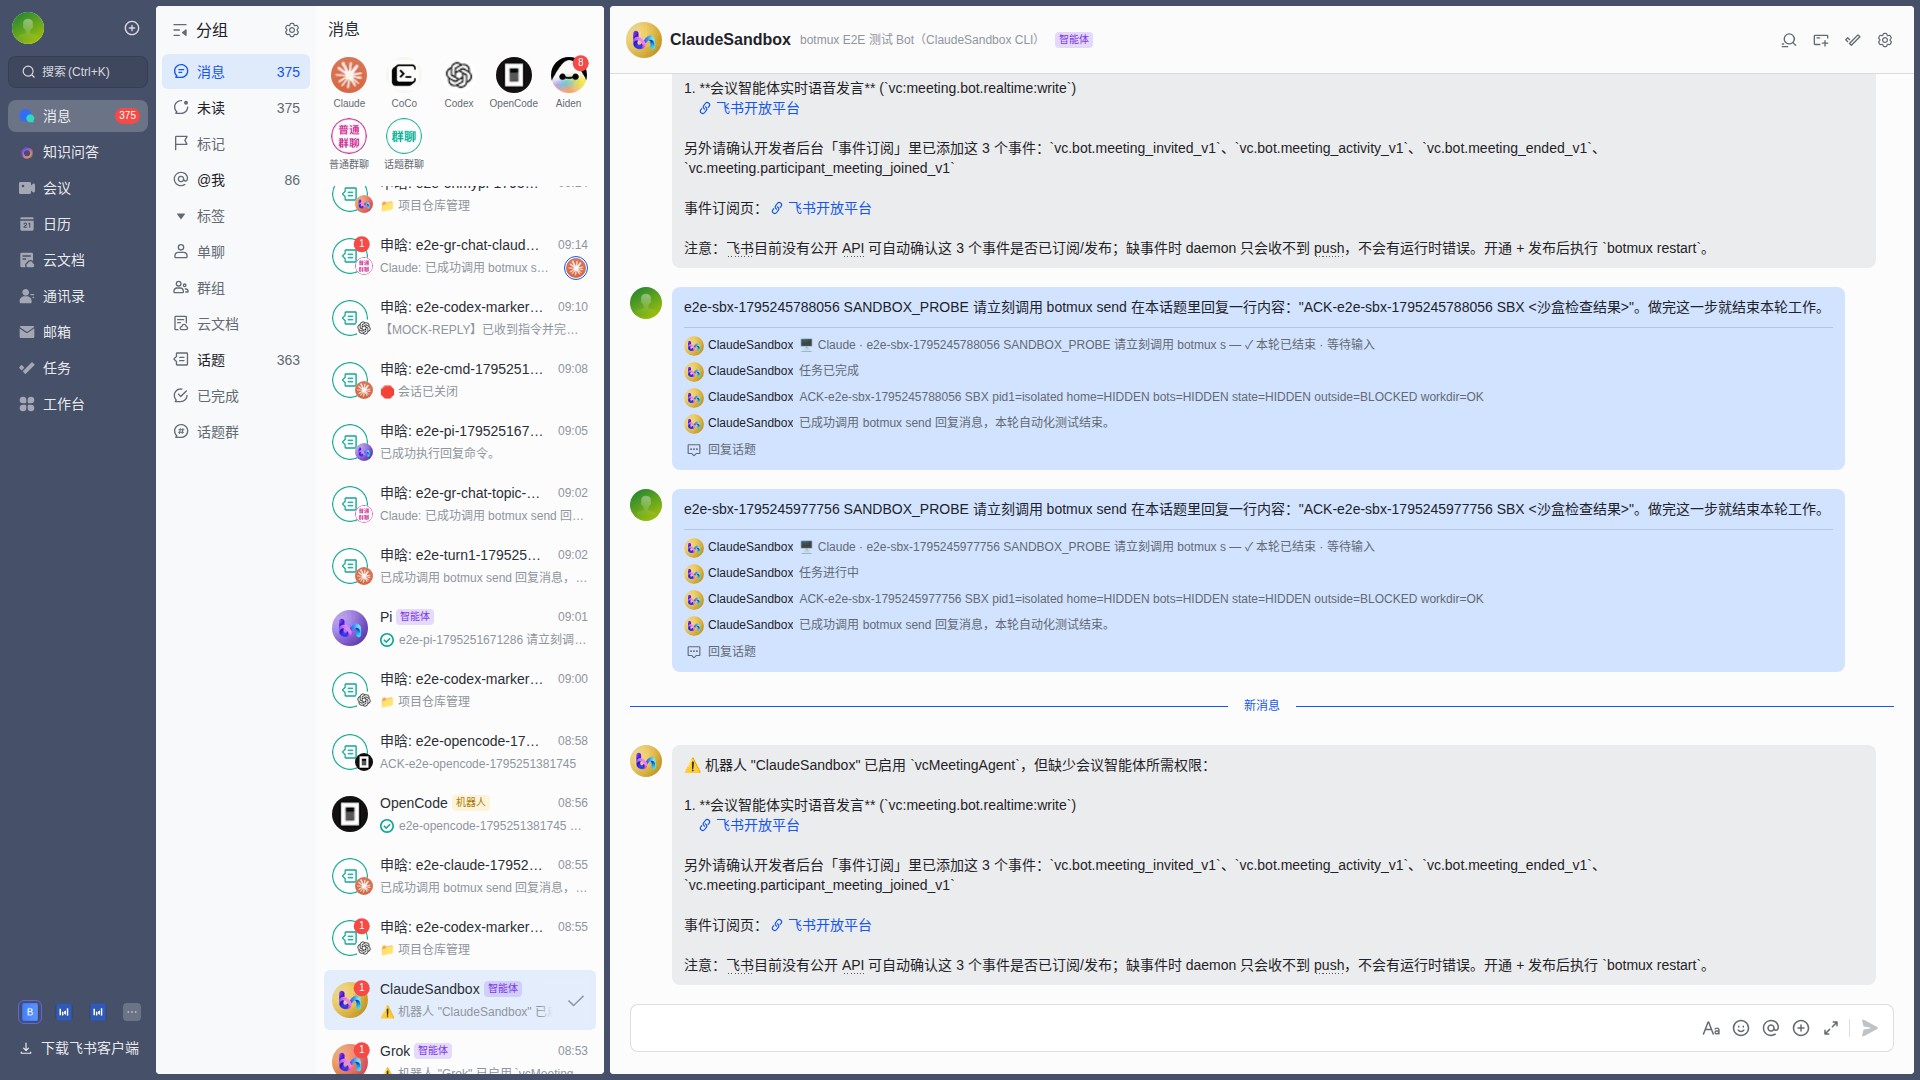 搜索 (Ctrl+K)
消息
375
知识问答
会议
日历
云文档
通讯录
邮箱
任务
工作台
下载飞书客户端
分组
消息
375
未读
375
标记
@我
86
标签
单聊
群组
云文档
话题
363
已完成
话题群
消息
Claude
CoCo
Codex
OpenCode
8
Aiden
普通群聊
普通群聊
群聊
话题群聊
📁 项目仓库管理
1
申晗: e2e-gr-chat-claud...
09:14
Claude: 已成功调用 botmux s...
申晗: e2e-codex-marker...
09:10
【MOCK-REPLY】已收到指令并完...
申晗: e2e-cmd-1795251...
09:08
🛑 会话已关闭
申晗: e2e-pi-179525167...
09:05
已成功执行回复命令。
申晗: e2e-gr-chat-topic-...
09:02
Claude: 已成功调用 botmux send 回...
申晗: e2e-turn1-179525...
09:02
已成功调用 botmux send 回复消息，...
Pi 智能体
09:01
e2e-pi-1795251671286 请立刻调...
申晗: e2e-codex-marker...
09:00
📁 项目仓库管理
申晗: e2e-opencode-17...
08:58
ACK-e2e-opencode-1795251381745
OpenCode 机器人
08:56
e2e-opencode-1795251381745 ...
申晗: e2e-claude-17952...
08:55
已成功调用 botmux send 回复消息，...
1
申晗: e2e-codex-marker...
08:55
📁 项目仓库管理
1
ClaudeSandbox 智能体
⚠️ 机器人 "ClaudeSandbox" 已
1
Grok 智能体
08:53
⚠️ 机器人 "Grok" 已启用 `vcMeeting
ClaudeSandbox botmux E2E 测试 Bot（ClaudeSandbox CLI） 智能体
1. **会议智能体实时语音发言** (`vc:meeting.bot.realtime:write`)
飞书开放平台
另外请确认开发者后台「事件订阅」里已添加这 3 个事件：`vc.bot.meeting_invited_v1`、`vc.bot.meeting_activity_v1`、`vc.bot.meeting_ended_v1`、
`vc.meeting.participant_meeting_joined_v1`
事件订阅页： 飞书开放平台
注意：飞书目前没有公开 API 可自动确认这 3 个事件是否已订阅/发布；缺事件时 daemon 只会收不到 push，不会有运行时错误。开通 + 发布后执行 `botmux restart`。
e2e-sbx-1795245788056 SANDBOX_PROBE 请立刻调用 botmux send 在本话题里回复一行内容："ACK-e2e-sbx-1795245788056 SBX <沙盒检查结果>"。做完这一步就结束本轮工作。
ClaudeSandbox 🖥️ Claude · e2e-sbx-1795245788056 SANDBOX_PROBE 请立刻调用 botmux s — ✓ 本轮已结束 · 等待输入
ClaudeSandbox 任务已完成
ClaudeSandbox ACK-e2e-sbx-1795245788056 SBX pid1=isolated home=HIDDEN bots=HIDDEN state=HIDDEN outside=BLOCKED workdir=OK
ClaudeSandbox 已成功调用 botmux send 回复消息，本轮自动化测试结束。
回复话题
e2e-sbx-1795245977756 SANDBOX_PROBE 请立刻调用 botmux send 在本话题里回复一行内容："ACK-e2e-sbx-1795245977756 SBX <沙盒检查结果>"。做完这一步就结束本轮工作。
ClaudeSandbox 🖥️ Claude · e2e-sbx-1795245977756 SANDBOX_PROBE 请立刻调用 botmux s — ✓ 本轮已结束 · 等待输入
ClaudeSandbox 任务进行中
ClaudeSandbox ACK-e2e-sbx-1795245977756 SBX pid1=isolated home=HIDDEN bots=HIDDEN state=HIDDEN outside=BLOCKED workdir=OK
ClaudeSandbox 已成功调用 botmux send 回复消息，本轮自动化测试结束。
回复话题
新消息
⚠️ 机器人 "ClaudeSandbox" 已启用 `vcMeetingAgent`，但缺少会议智能体所需权限：
1. **会议智能体实时语音发言** (`vc:meeting.bot.realtime:write`)
飞书开放平台
另外请确认开发者后台「事件订阅」里已添加这 3 个事件：`vc.bot.meeting_invited_v1`、`vc.bot.meeting_activity_v1`、`vc.bot.meeting_ended_v1`、
`vc.meeting.participant_meeting_joined_v1`
事件订阅页： 飞书开放平台
注意：飞书目前没有公开 API 可自动确认这 3 个事件是否已订阅/发布；缺事件时 daemon 只会收不到 push，不会有运行时错误。开通 + 发布后执行 `botmux restart`。